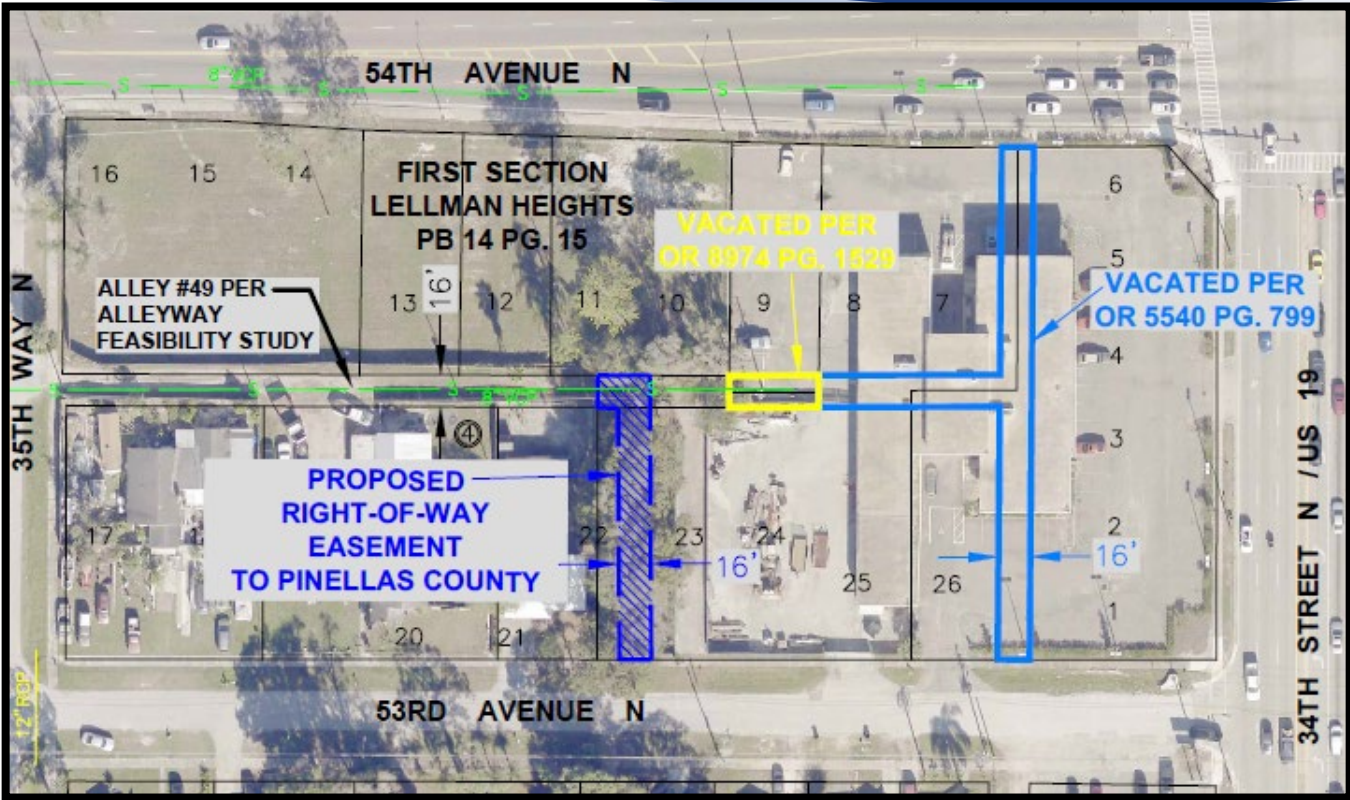 54TH AVENUE N
8" VCP
S S S S S
16 15 14
FIRST SECTION
LELLMAN HEIGHTS
PB 14 PG. 15
6
VACATED PER
OR 8974 PG. 1529
5
VACATED PER
OR 5540 PG. 799
ALLEY #49 PER
ALLEYWAY
FEASIBILITY STUDY
13 16' 12 11 10 9 8 7
4
35TH WAY N
S S S S
8" VCP
4
3
PROPOSED
RIGHT-OF-WAY
EASEMENT
TO PINELLAS COUNTY
17 22 23 24 2
16'
25 26 16'
20 21 1
34TH STREET N /US 19
12" RCP
53RD AVENUE N